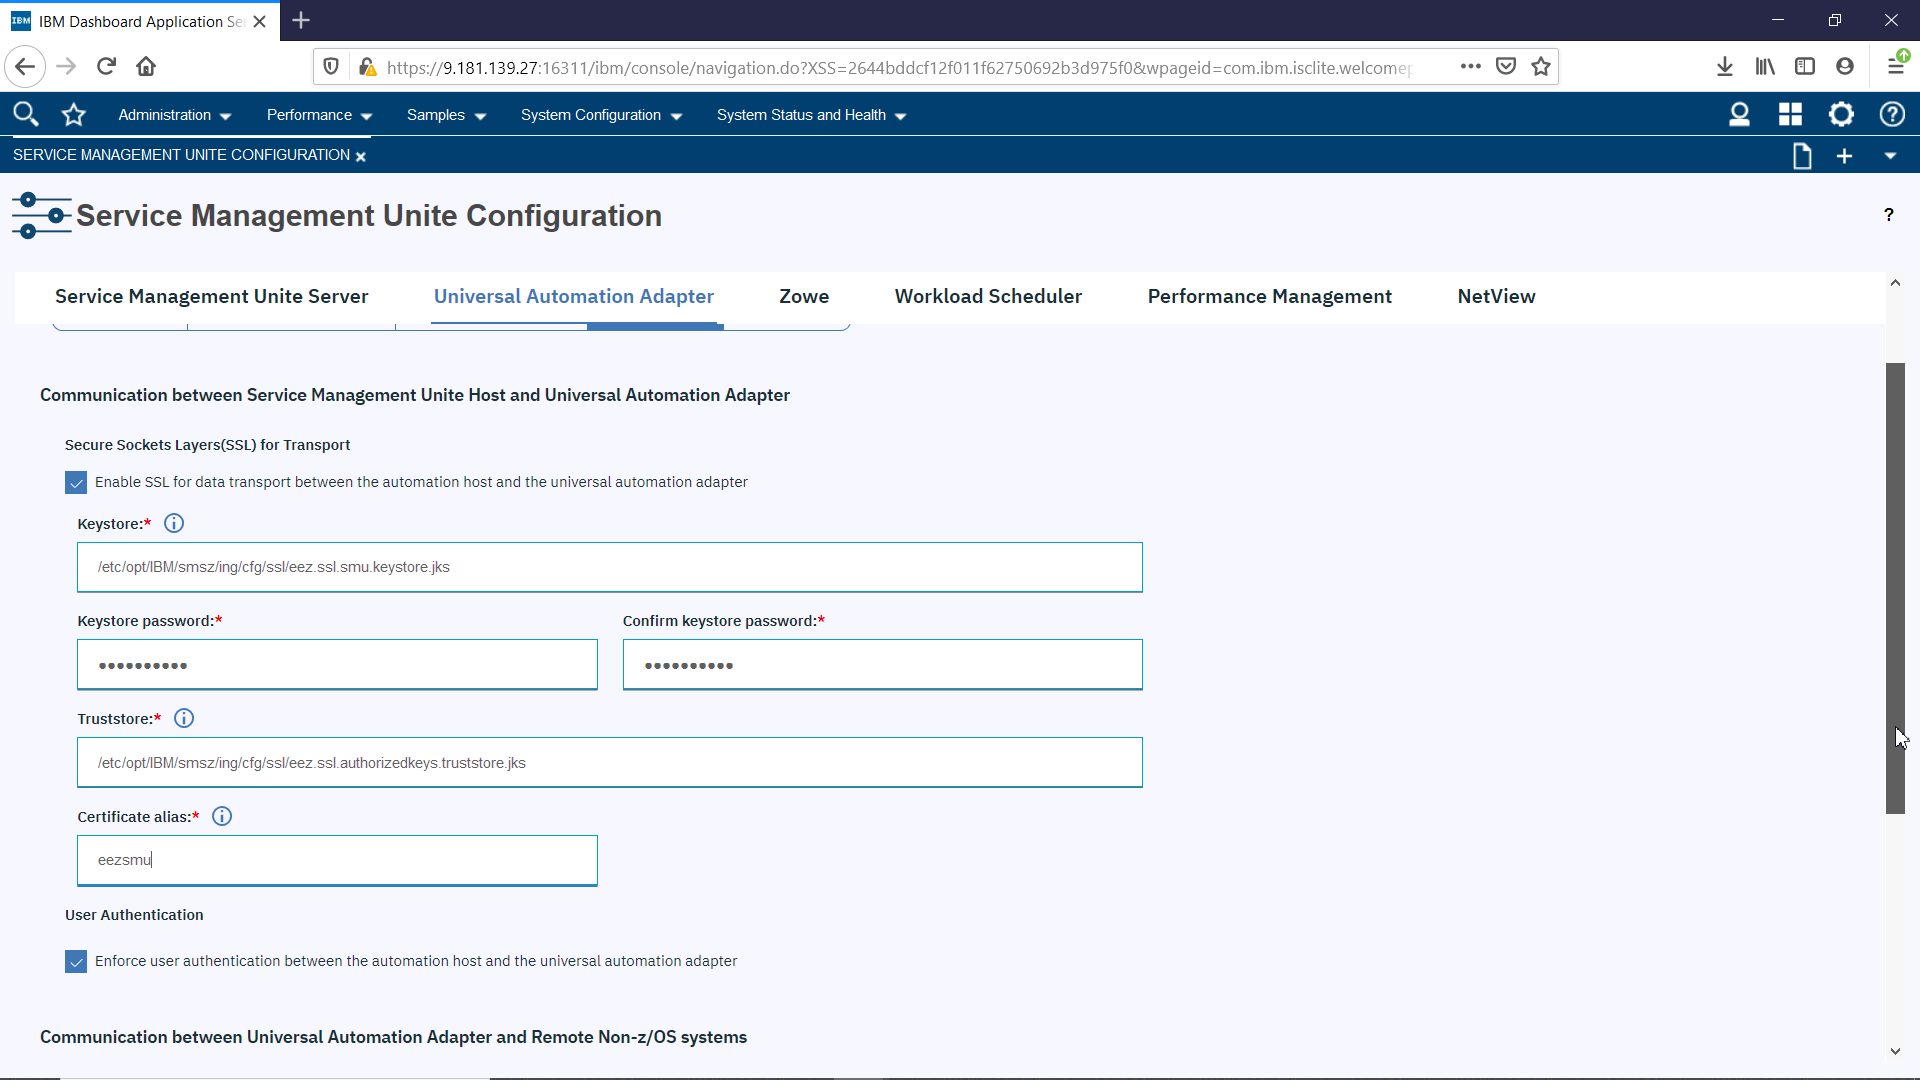 IBM
IBM Dashboard Application Se
https://9.181.139.27:16311/ibm/console/navigation.do?XSS=2644bddcf12f011f62750692b3d975f0&wpageid=com.ibm.isclite.welcomep
Administration Performance Samples System Configuration System Status and Health
SERVICE MANAGEMENT UNITE CONFIGURATION
Service Management Unite Configuration
?
Service Management Unite Server Universal Automation Adapter Zowe Workload Scheduler Performance Management NetView
Communication between Service Management Unite Host and Universal Automation Adapter
Secure Sockets Layers(SSL) for Transport
Enable SSL for data transport between the automation host and the universal automation adapter
Keystore:*
/etc/opt/IBM/smsz/ing/cfg/ssl/eez.ssl.smu.keystore.jks
Keystore password:* Confirm keystore password:*
•••••••••• ••••••••••
Truststore:*
/etc/opt/IBM/smsz/ing/cfg/ssl/eez.ssl.authorizedkeys.truststore.jks
Certificate alias:*
eezsmu
User Authentication
Enforce user authentication between the automation host and the universal automation adapter
Communication between Universal Automation Adapter and Remote Non-z/OS systems